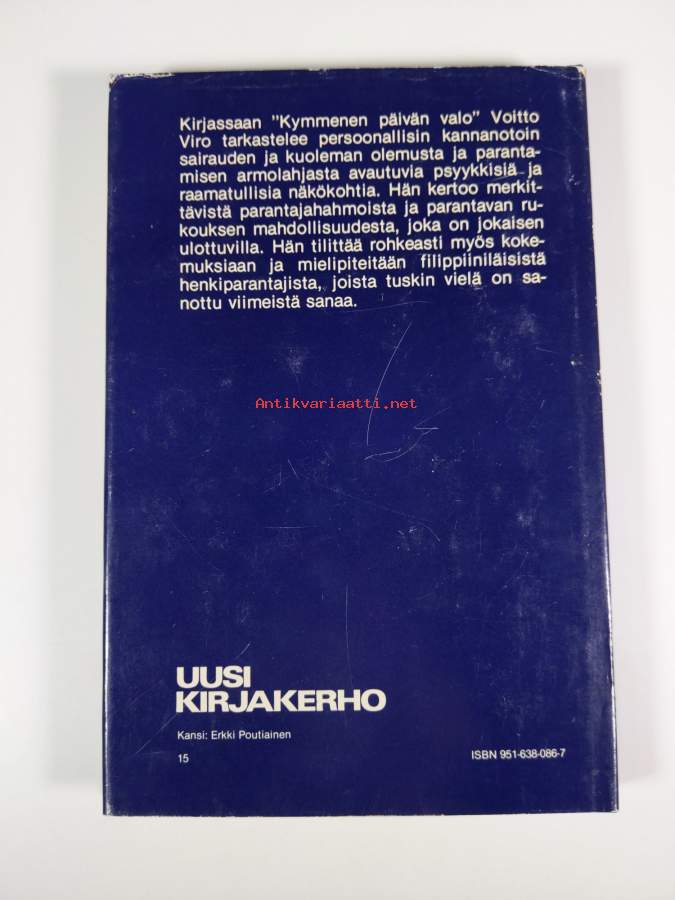 Kirjassaan "Kymmenen päivän valo" Voitto
Viro tarkastelee persoonallisin kannanotoin
sairauden ja kuoleman olemusta ja paranta-
misen armolahjasta avautuvia psyykkisiä ja
raamatullisia näkökohtia. Hän kertoo merkit-
tävistä parantajahahmoista ja parantavan ru-
kouksen mahdollisuudesta, joka on jokaisen
ulottuvilla. Hän tilittää rohkeasti myös koke-
muksiaan ja mielipiteitään filippiiniläisistä
henkiparantajista, joista tuskin vielä on sa-
nottu viimeistä sanaa.
Antikvariaatti.net
UUSI
KIRJAKERHO
Kansi: Erkki Poutiainen
15
ISBN 951-638-086-7